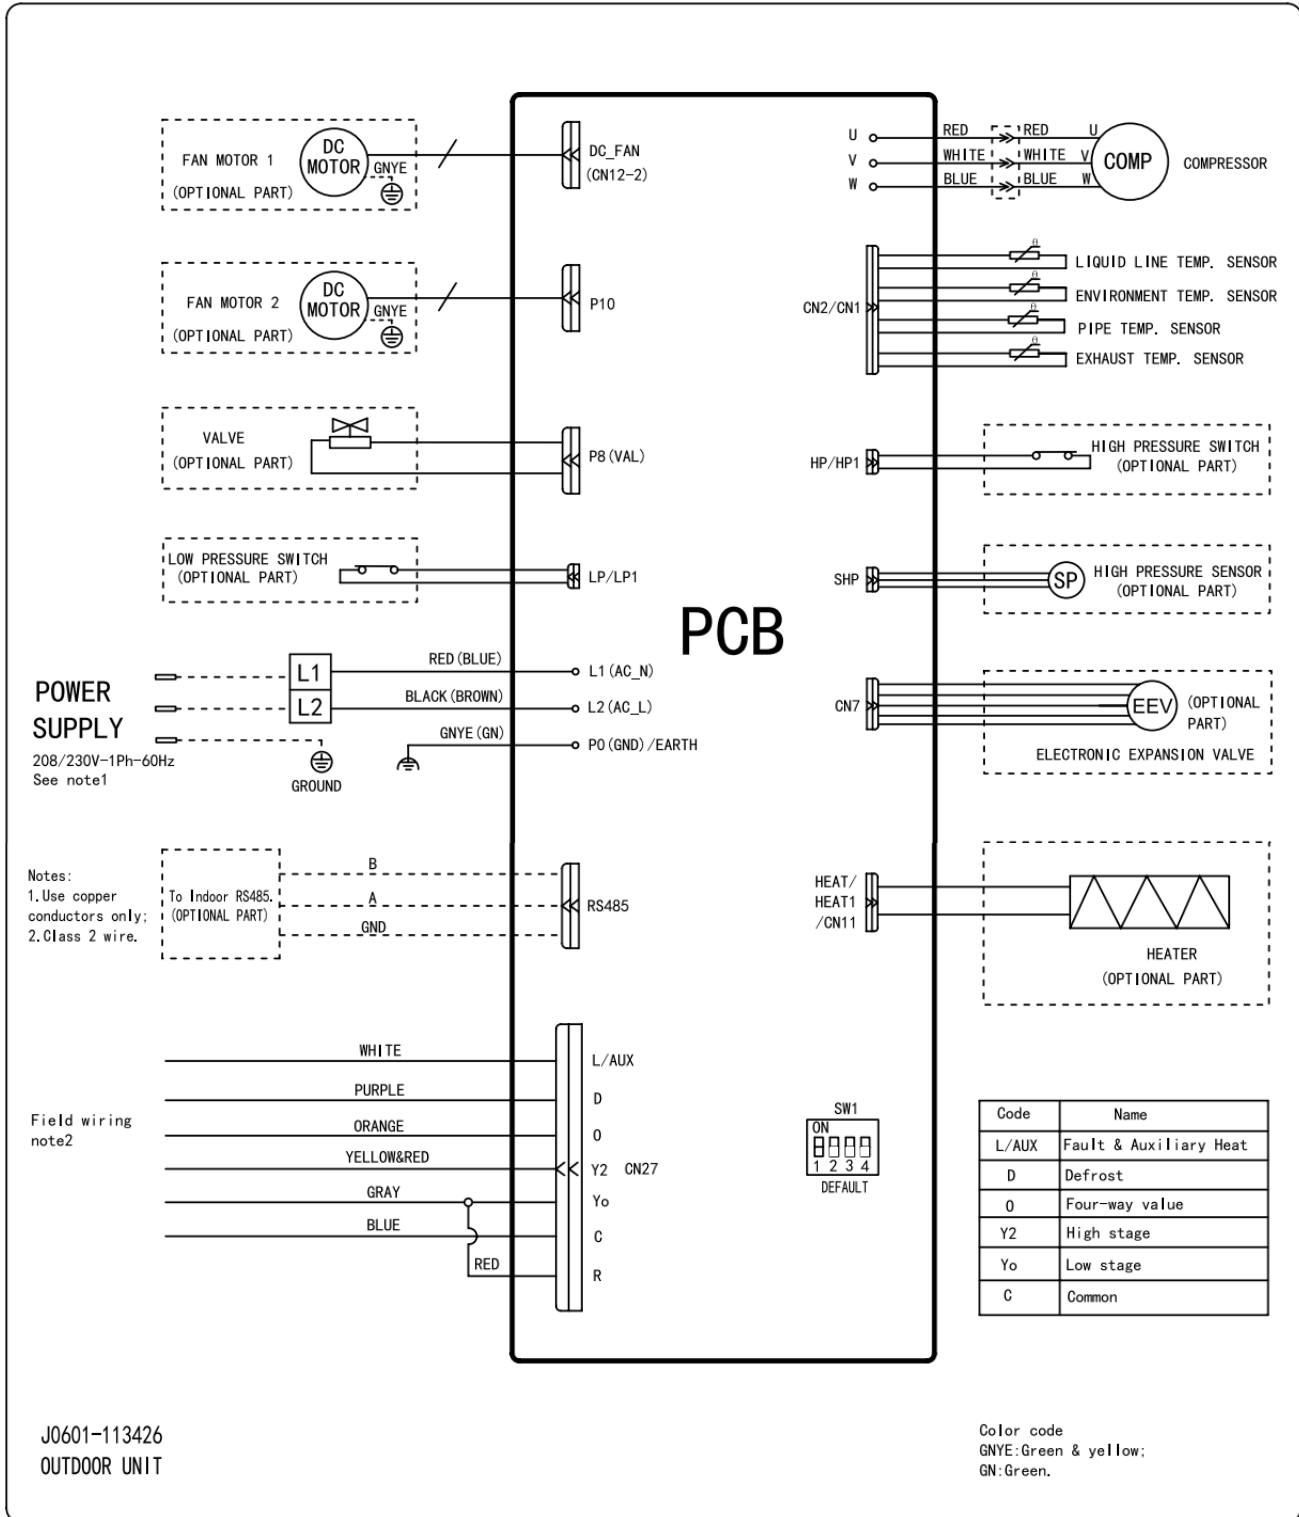 FAN MOTOR 1
(OPTIONAL PART)
DC
MOTOR
GNYE
DC_FAN
(CN12-2)
FAN MOTOR 2
(OPTIONAL PART)
DC
MOTOR
GNYE
P10
VALVE
(OPTIONAL PART)
P8(VAL)
LOW PRESSURE SWITCH
(OPTIONAL PART)
LP/LP1
POWER
SUPPLY
208/230V-1Ph-60Hz
See note1
L1
L2
GROUND
RED(BLUE)
BLACK(BROWN)
GNYE(GN)
L1(AC_N)
L2(AC_L)
P0(GND)/EARTH
Notes:
1.Use copper
conductors only;
2.Class 2 wire.
To Indoor RS485.
(OPTIONAL PART)
B
A
GND
RS485
Field wiring
note2
WHITE
PURPLE
ORANGE
YELLOW&RED
GRAY
BLUE
RED
L/AUX
D
O
Y2
CN27
Yo
C
R
PCB
U
V
W
RED
WHITE
BLUE
RED
WHITE
BLUE
U
V
W
COMP
COMPRESSOR
CN2/CN1
θ
LIQUID LINE TEMP. SENSOR
θ
ENVIRONMENT TEMP. SENSOR
θ
PIPE TEMP. SENSOR
θ
EXHAUST TEMP. SENSOR
HP/HP1
HIGH PRESSURE SWITCH
(OPTIONAL PART)
SHP
SP
HIGH PRESSURE SENSOR
(OPTIONAL PART)
CN7
EEV
(OPTIONAL
PART)
ELECTRONIC EXPANSION VALVE
HEAT/
HEAT1
/CN11
HEATER
(OPTIONAL PART)
SW1
ON
1 2 3 4
DEFAULT
Code Name
L/AUX Fault & Auxiliary Heat
D Defrost
O Four-way value
Y2 High stage
Yo Low stage
C Common
J0601-113426
OUTDOOR UNIT
Color code
GNYE:Green & yellow;
GN:Green.